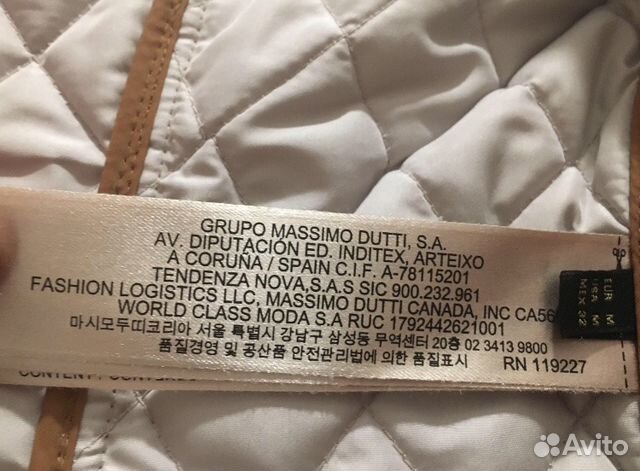 GRUPO MASSIMO DUTTI, S.A.
AV. DIPUTACIÓN ED. INDITEX, ARTEIXO
A CORUÑA / SPAIN C.I.F. A-78115201
TENDENZA NOVA,S.A.S SIC 900.232.961
FASHION LOGISTICS LLC, MASSIMO DUTTI CANADA, INC CA56
WORLD CLASS MODA S.A RUC 1792442621001
마시모두띠코리아 서울 특별시 강남구 삼성동 무역센터 20층 02 3413 9800
품질경영 및 공산품 안전관리법에 의한 품질표시 RN 119227
EUR M
USA M
MEX 32
Avito